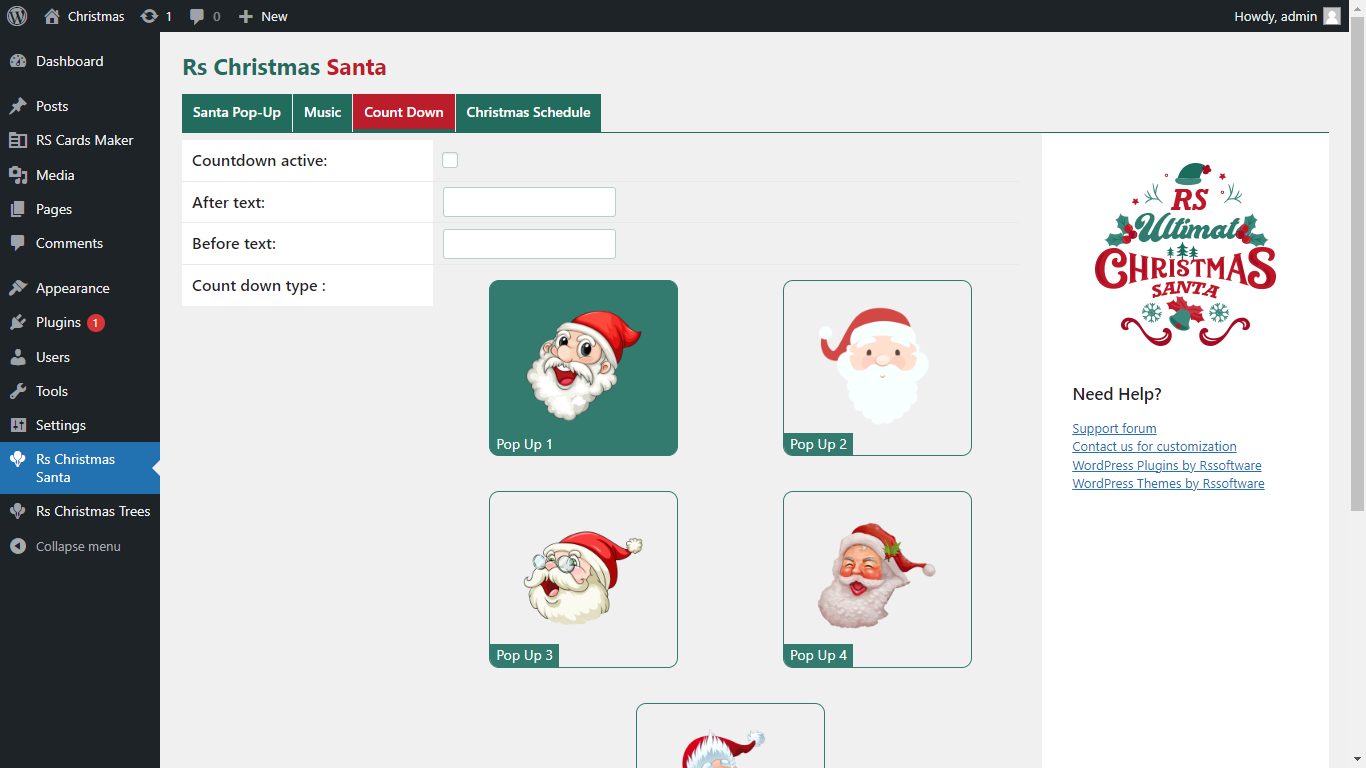 Christmas
1
0
New
Howdy, admin
Dashboard
Posts
RS Cards Maker
Media
Pages
Comments
Appearance
Plugins 1
Users
Tools
Settings
Rs Christmas
Santa
Rs Christmas Trees
Collapse menu
Rs Christmas Santa
Santa Pop-Up
Music
Count Down
Christmas Schedule
Countdown active:
After text:
Before text:
Count down type :
Pop Up 1
Pop Up 2
Pop Up 3
Pop Up 4
RS
Ultimate
CHRISTMAS
SANTA
Need Help?
Support forum
Contact us for customization
WordPress Plugins by Rssoftware
WordPress Themes by Rssoftware